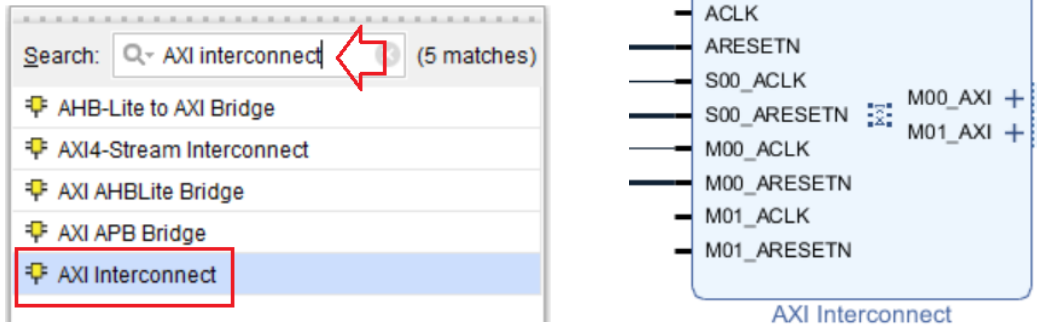 Search: AXI interconnect (5 matches)
AHB-Lite to AXI Bridge
AXI4-Stream Interconnect
AXI AHBLite Bridge
AXI APB Bridge
AXI Interconnect
ACLK
ARESETN
S00_ACLK
S00_ARESETN
M00_ACLK
M00_ARESETN
M01_ACLK
M01_ARESETN
M00_AXI
M01_AXI
AXI Interconnect